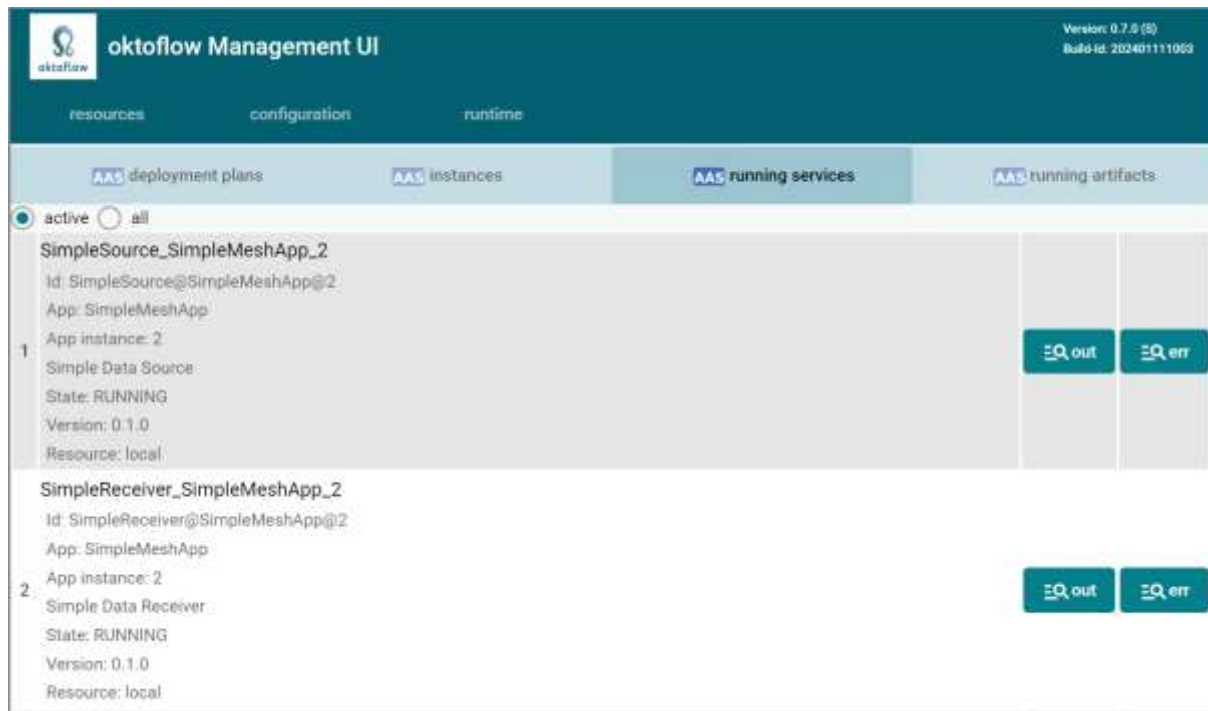 oktoflow
oktoflow Management UI
Version: 0.7.0 (S)
Build-Id: 202401111003
resources configuration runtime
AAS deployment plans AAS instances AAS running services AAS running artifacts
active all
SimpleSource_SimpleMeshApp_2
Id: SimpleSource@SimpleMeshApp@2
App: SimpleMeshApp
App instance: 2
1 out err
Simple Data Source
State: RUNNING
Version: 0.1.0
Resource: local
SimpleReceiver_SimpleMeshApp_2
Id: SimpleReceiver@SimpleMeshApp@2
App: SimpleMeshApp
App instance: 2
2 out err
Simple Data Receiver
State: RUNNING
Version: 0.1.0
Resource: local